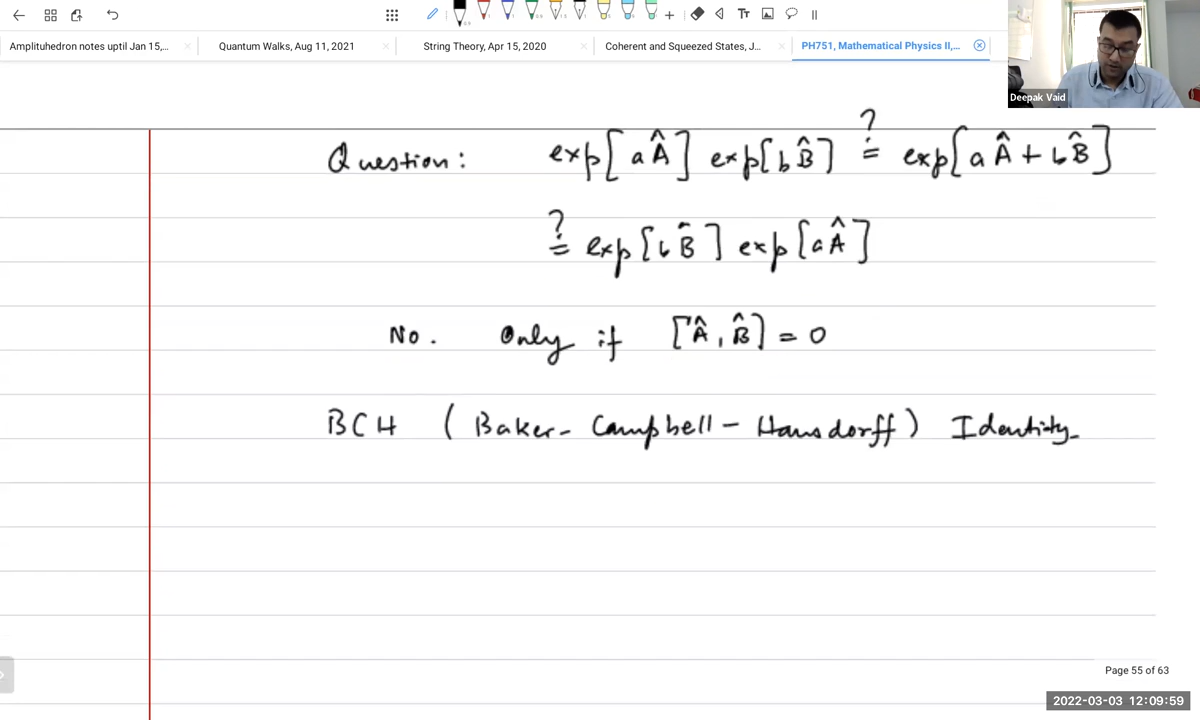 Amplituhedron notes uptil Jan 15,...
Quantum Walks, Aug 11, 2021
String Theory, Apr 15, 2020
Coherent and Squeezed States, J...
PH751, Mathematical Physics II,...
Deepak Vaid
Question: exp[aÂ] exp[bB̂] ?= exp[aÂ + bB̂]
?= exp[bB̂] exp[aÂ]
No. Only if [Â, B̂] = 0
BCH (Baker-Campbell-Hausdorff) Identity
Page 55 of 63
2022-03-03 12:09:59